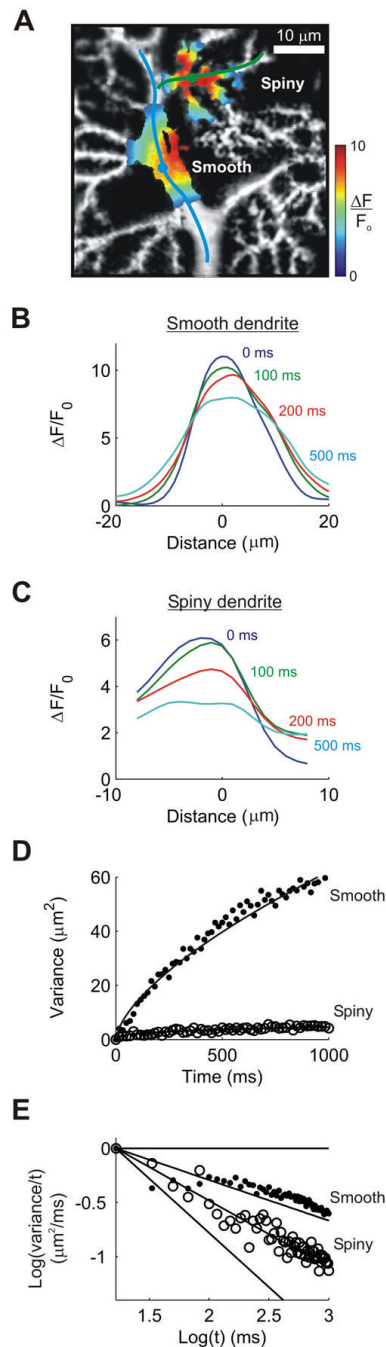 A
10 μm
Spiny
Smooth
10
ΔF
F₀
0
B
Smooth dendrite
0 ms
100 ms
200 ms
500 ms
10
5
0
ΔF/F₀
-20
0
20
Distance (μm)
C
Spiny dendrite
0 ms
100 ms
200 ms
500 ms
6
4
2
0
ΔF/F₀
-10
0
10
Distance (μm)
D
60
40
20
0
Variance (μm²)
Smooth
Spiny
0
500
1000
Time (ms)
E
0
-0.5
-1
Log(variance/t)
(μm²/ms)
Smooth
Spiny
1.5
2
2.5
3
Log(t) (ms)